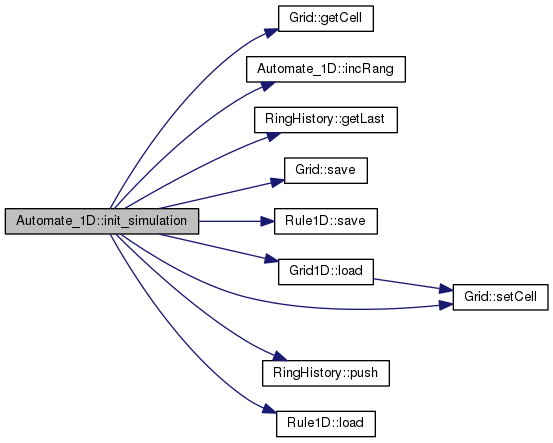 Grid::getCell
Automate_1D::incRang
RingHistory::getLast
Grid::save
Automate_1D::init_simulation
Rule1D::save
Grid1D::load
Grid::setCell
RingHistory::push
Rule1D::load